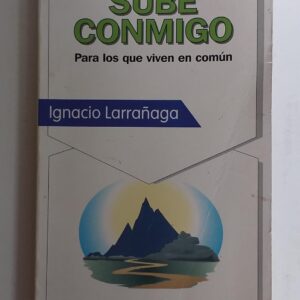 SUBE
CONMIGO
Para los que viven en común
Ignacio Larrañaga